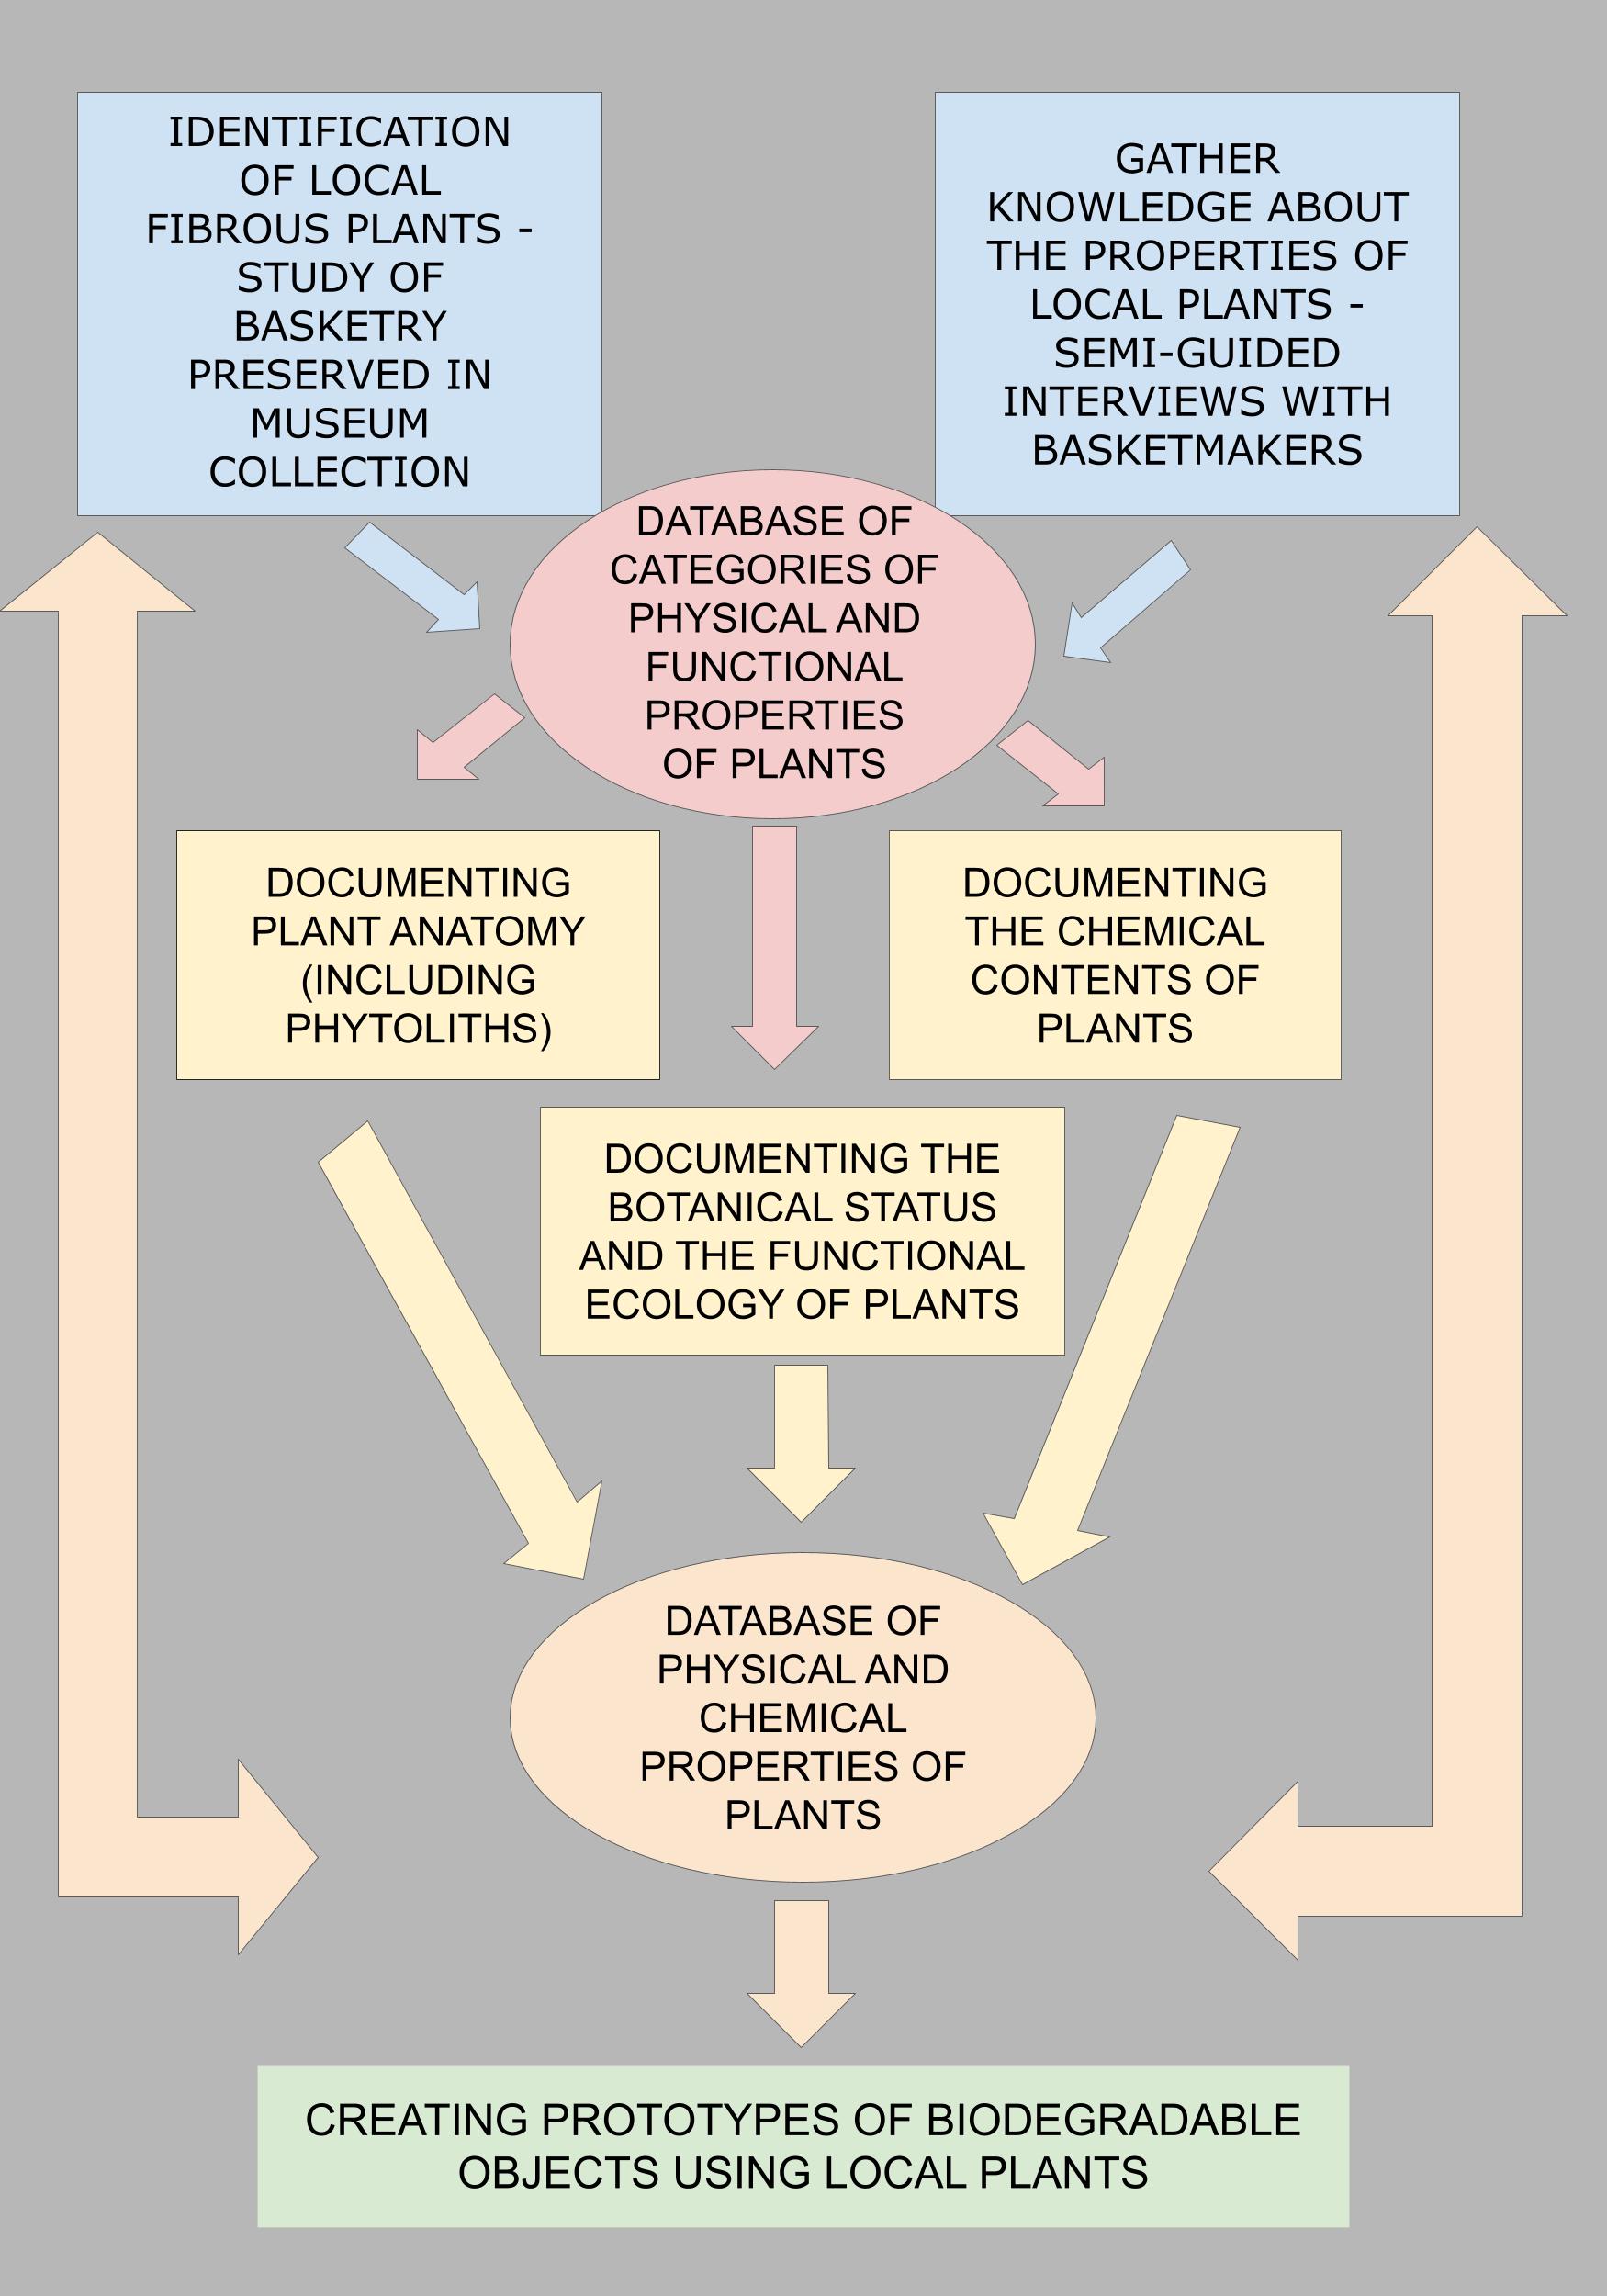 IDENTIFICATION
OF LOCAL
FIBROUS PLANTS -
STUDY OF
BASKETRY
PRESERVED IN
MUSEUM
COLLECTION
GATHER
KNOWLEDGE ABOUT
THE PROPERTIES OF
LOCAL PLANTS -
SEMI-GUIDED
INTERVIEWS WITH
BASKETMAKERS
DATABASE OF
CATEGORIES OF
PHYSICAL AND
FUNCTIONAL
PROPERTIES
OF PLANTS
DOCUMENTING
PLANT ANATOMY
(INCLUDING
PHYTOLITHS)
DOCUMENTING
THE CHEMICAL
CONTENTS OF
PLANTS
DOCUMENTING THE
BOTANICAL STATUS
AND THE FUNCTIONAL
ECOLOGY OF PLANTS
DATABASE OF
PHYSICAL AND
CHEMICAL
PROPERTIES OF
PLANTS
CREATING PROTOTYPES OF BIODEGRADABLE
OBJECTS USING LOCAL PLANTS